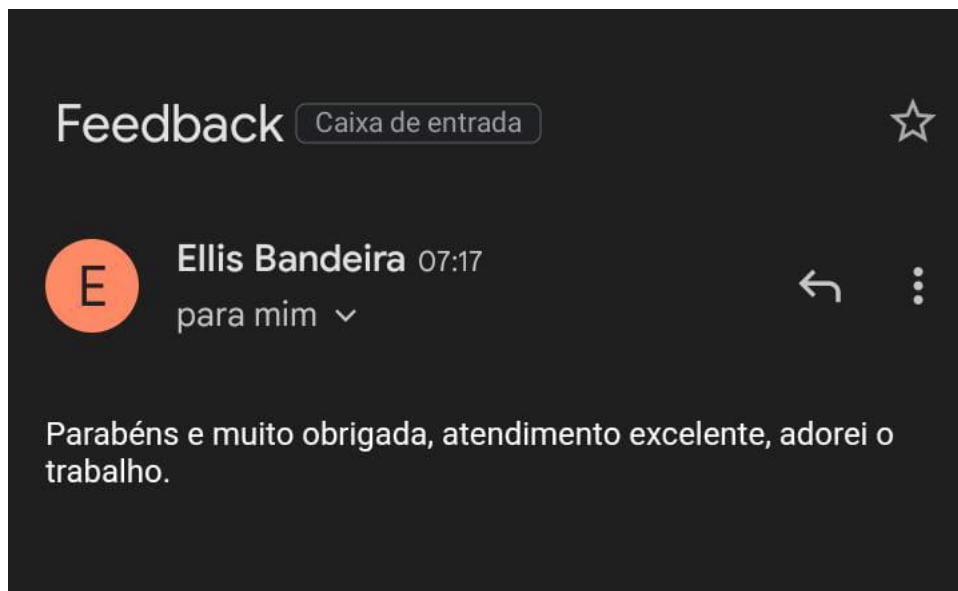 Feedback Caixa de entrada
E
Ellis Bandeira 07:17
para mim
Parabéns e muito obrigada, atendimento excelente, adorei o
trabalho.